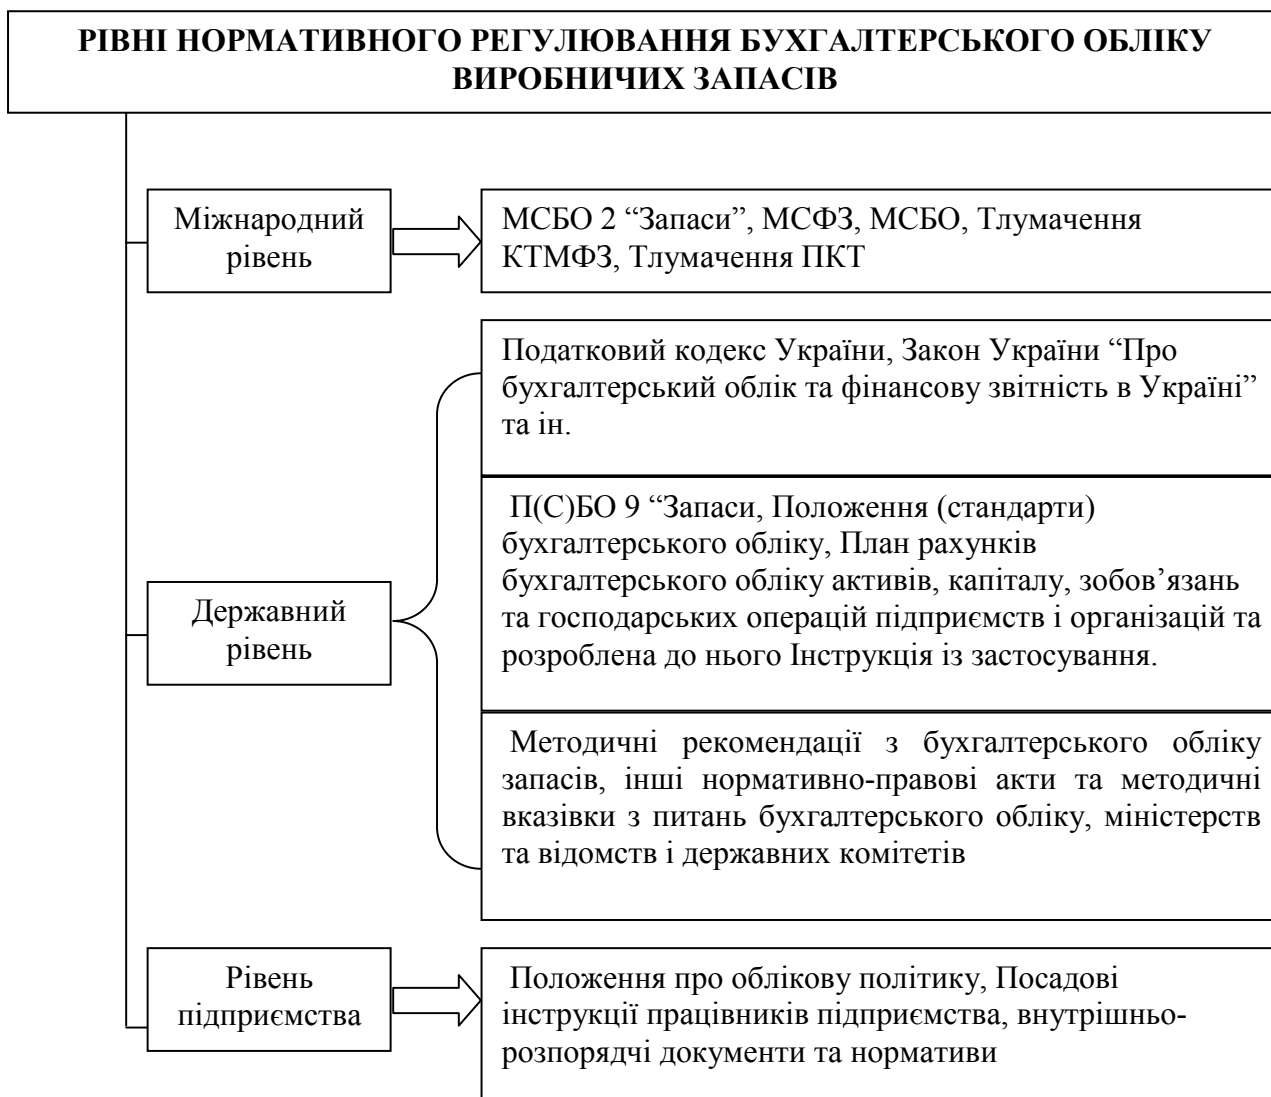 РІВНІ НОРМАТИВНОГО РЕГУЛЮВАННЯ БУХГАЛТЕРСЬКОГО ОБЛІКУ
ВИРОБНИЧИХ ЗАПАСІВ
Міжнародний
рівень
МСБО 2 “Запаси”, МСФЗ, МСБО, Тлумачення
КТМФЗ, Тлумачення ПКТ
Державний
рівень
Податковий кодекс України, Закон України “Про
бухгалтерський облік та фінансову звітність в Україні”
та ін.
П(С)БО 9 “Запаси, Положення (стандарти)
бухгалтерського обліку, План рахунків
бухгалтерського обліку активів, капіталу, зобов’язань
та господарських операцій підприємств і організацій та
розроблена до нього Інструкція із застосування.
Методичні рекомендації з бухгалтерського обліку
запасів, інші нормативно-правові акти та методичні
вказівки з питань бухгалтерського обліку, міністерств
та відомств і державних комітетів
Рівень
підприємства
Положення про облікову політику, Посадові
інструкції працівників підприємства, внутрішньо-
розпорядчі документи та нормативи